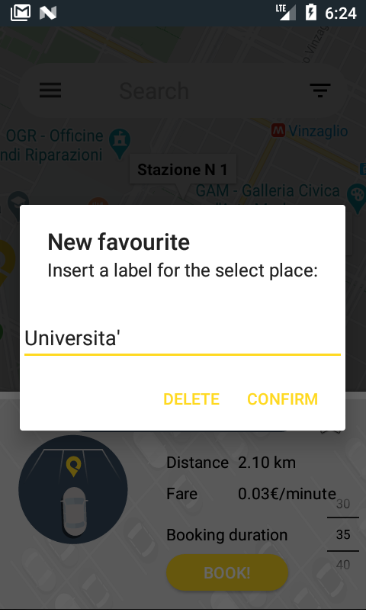 LTE 6:24
Search
OGR - Officine
ndi Riparazioni
M Vinzaglio
Stazione N 1
GAM - Galleria Civica
New favourite
Insert a label for the select place:
Universita'
DELETE CONFIRM
Distance 2.10 km
Fare 0.03€/minute
30
Booking duration 35
40
BOOK!